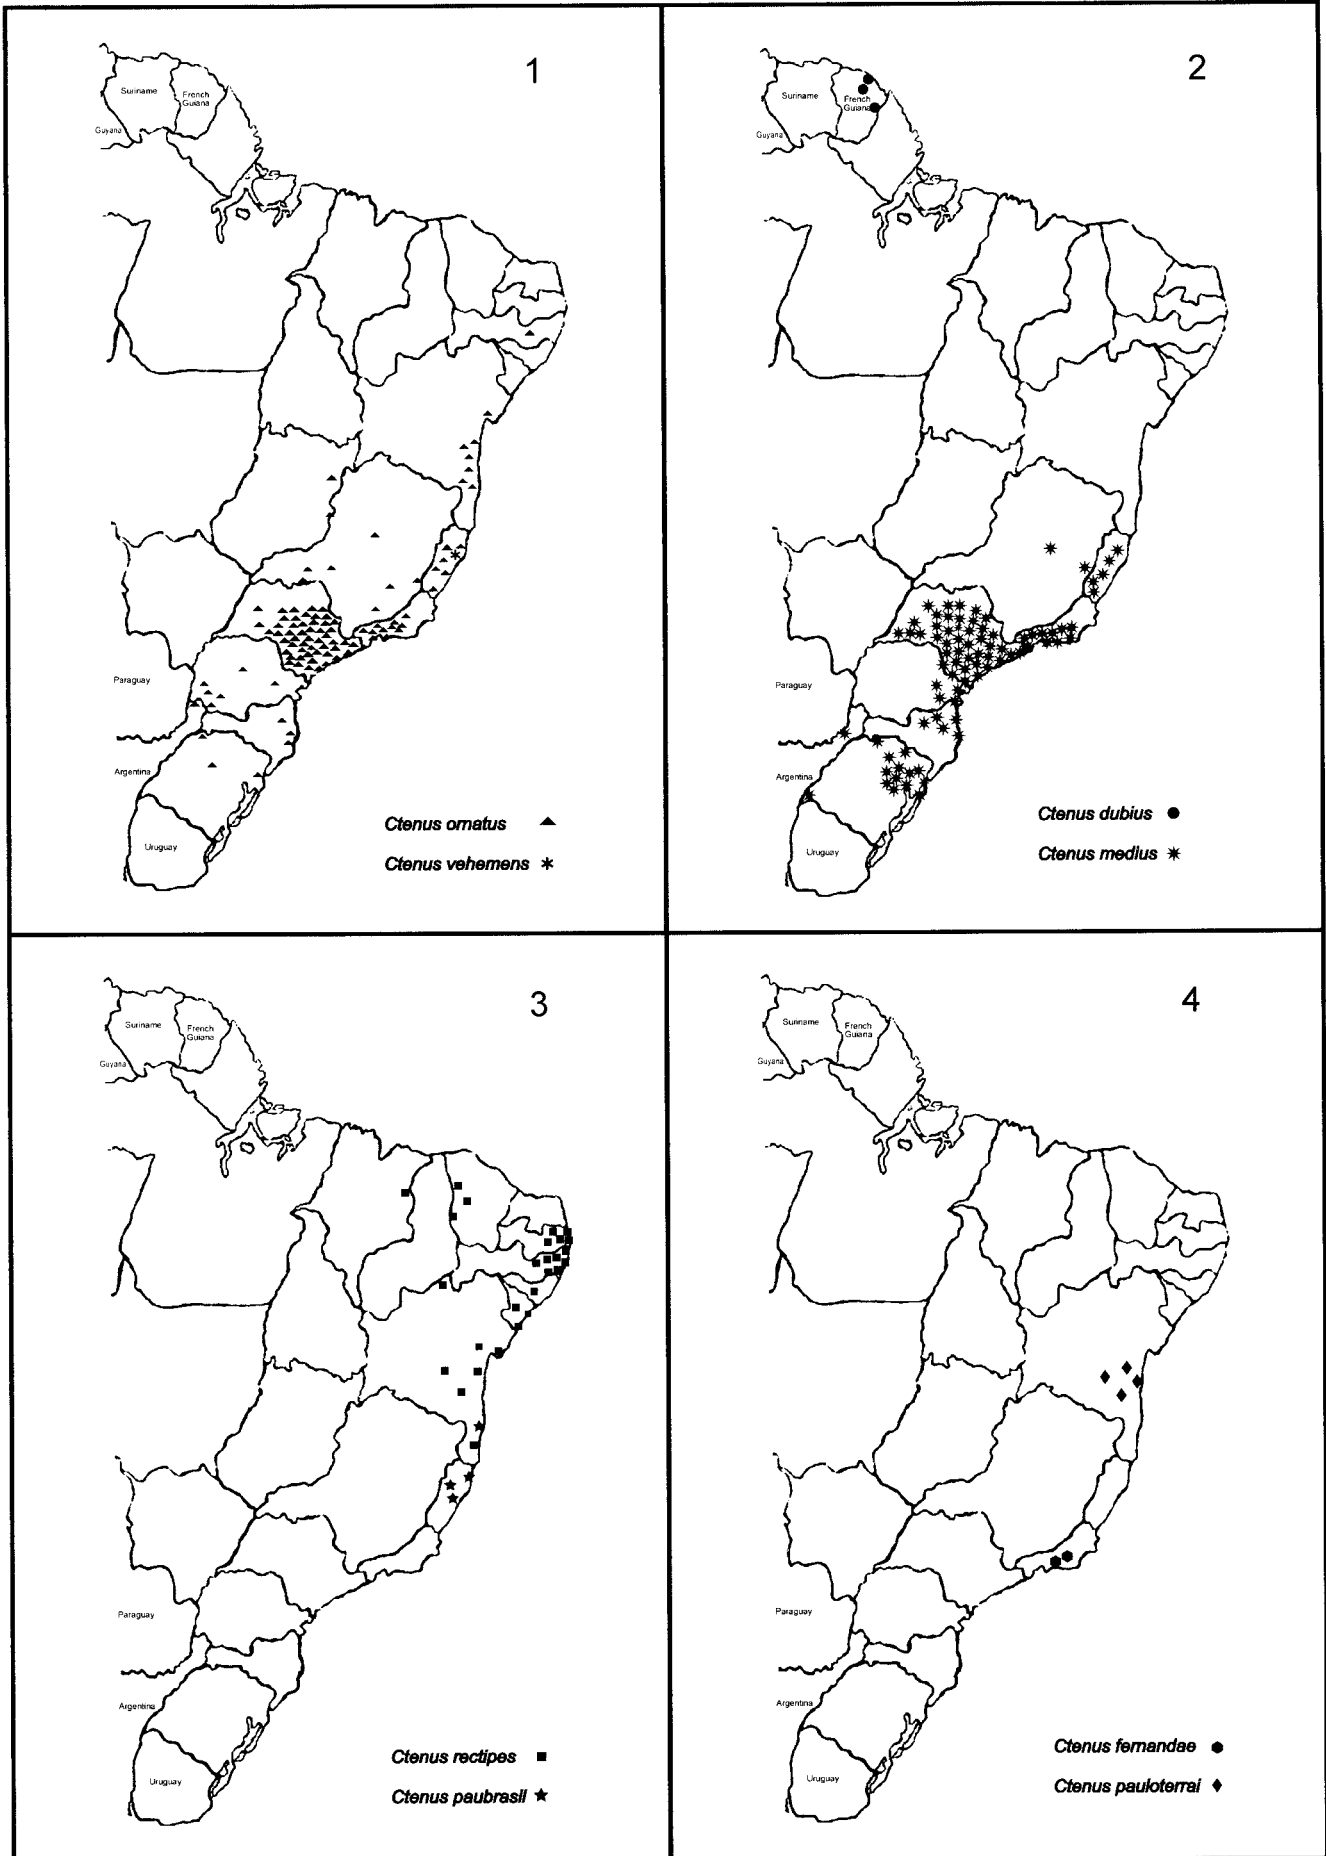 1
Suriname
French
Guiana
Guyana
Paraguay
Argentina
Uruguay
Ctenus ornatus
Ctenus vehemens
2
Suriname
French
Guiana
Guyana
Paraguay
Argentina
Uruguay
Ctenus dubius
Ctenus medius
3
Suriname
French
Guiana
Guyana
Paraguay
Argentina
Uruguay
Ctenus rectipes
Ctenus paubrasil
4
Suriname
French
Guiana
Guyana
Paraguay
Argentina
Uruguay
Ctenus fernandae
Ctenus pauloterrai